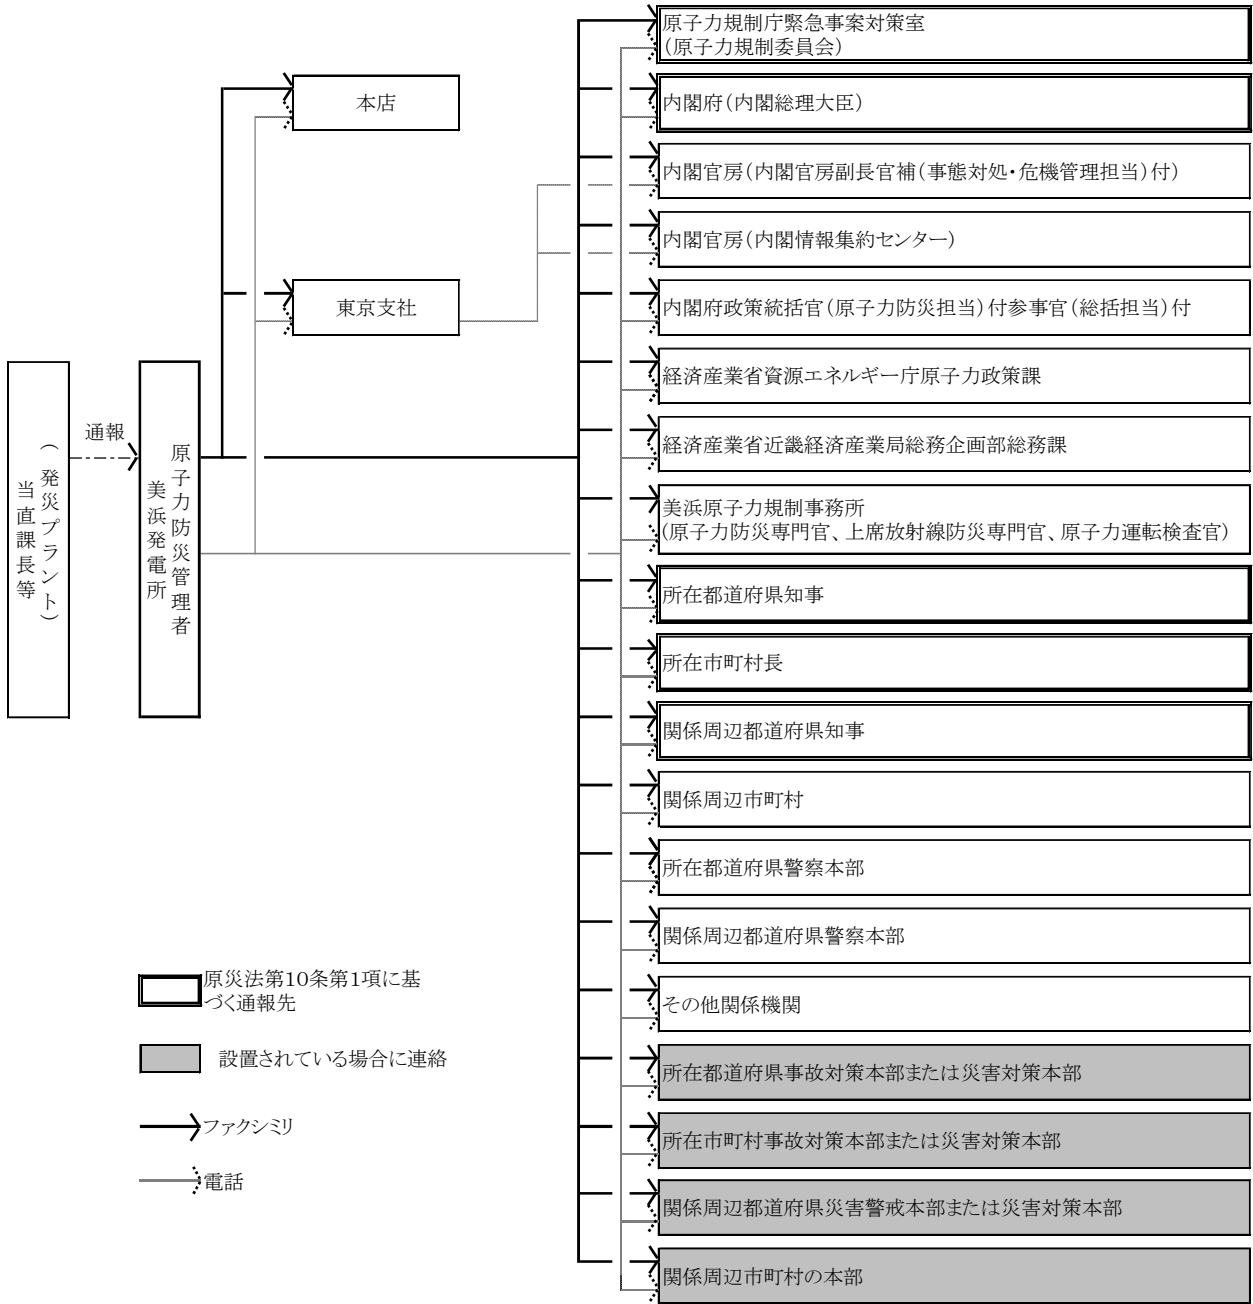 原子力規制庁緊急事案対策室
(原子力規制委員会)
本店
内閣府(内閣総理大臣)
内閣官房(内閣官房副長官補(事態対処・危機管理担当)付)
内閣官房(内閣情報集約センター)
東京支社
内閣府政策統括官(原子力防災担当)付参事官(総括担当)付
経済産業省資源エネルギー庁原子力政策課
通報
経済産業省近畿経済産業局総務企画部総務課
(発災プラント)
当直課長等
原子力防災管理者
美浜発電所
美浜原子力規制事務所
(原子力防災専門官、上席放射線防災専門官、原子力運転検査官)
所在都道府県知事
所在市町村長
関係周辺都道府県知事
関係周辺市町村
所在都道府県警察本部
関係周辺都道府県警察本部
原災法第10条第1項に基
づく通報先
その他関係機関
設置されている場合に連絡
所在都道府県事故対策本部または災害対策本部
ファクシミリ
所在市町村事故対策本部または災害対策本部
電話
関係周辺都道府県災害警戒本部または災害対策本部
関係周辺市町村の本部